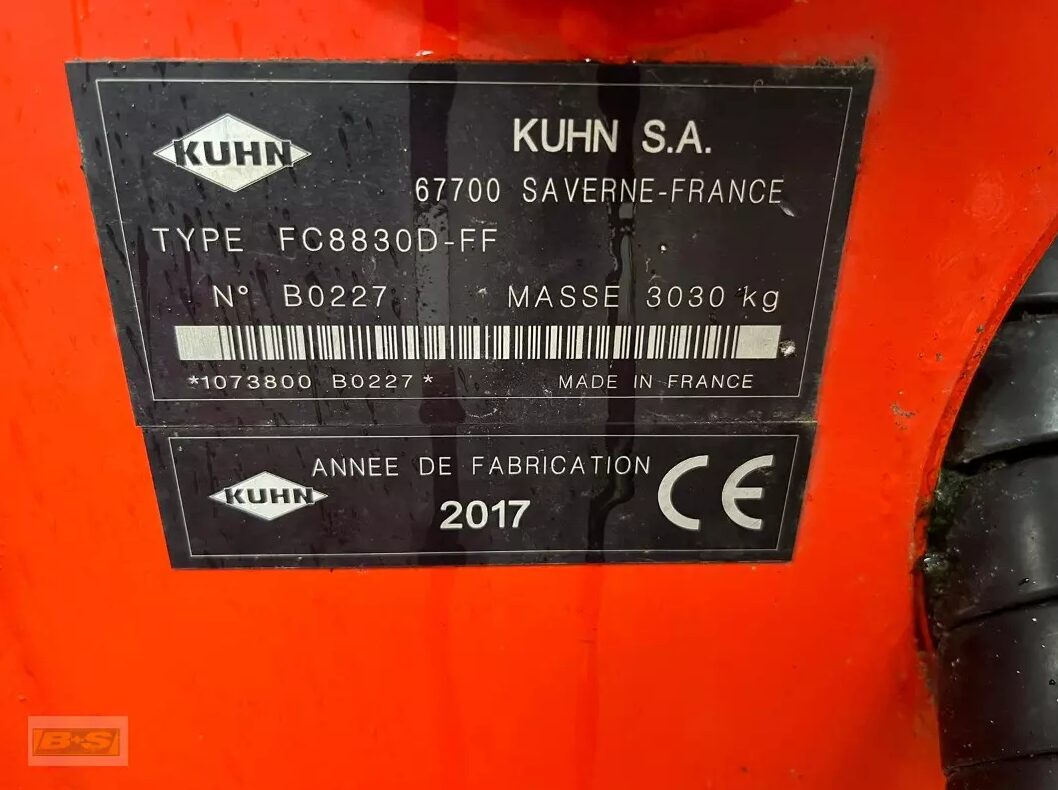 KUHN
KUHN S.A.
67700 SAVERNE-FRANCE
TYPE FC8830D-FF
N° B0227 MASSE 3030 kg
*1073800 B0227* MADE IN FRANCE
KUHN
ANNEE DE FABRICATION
2017
CE
B+S